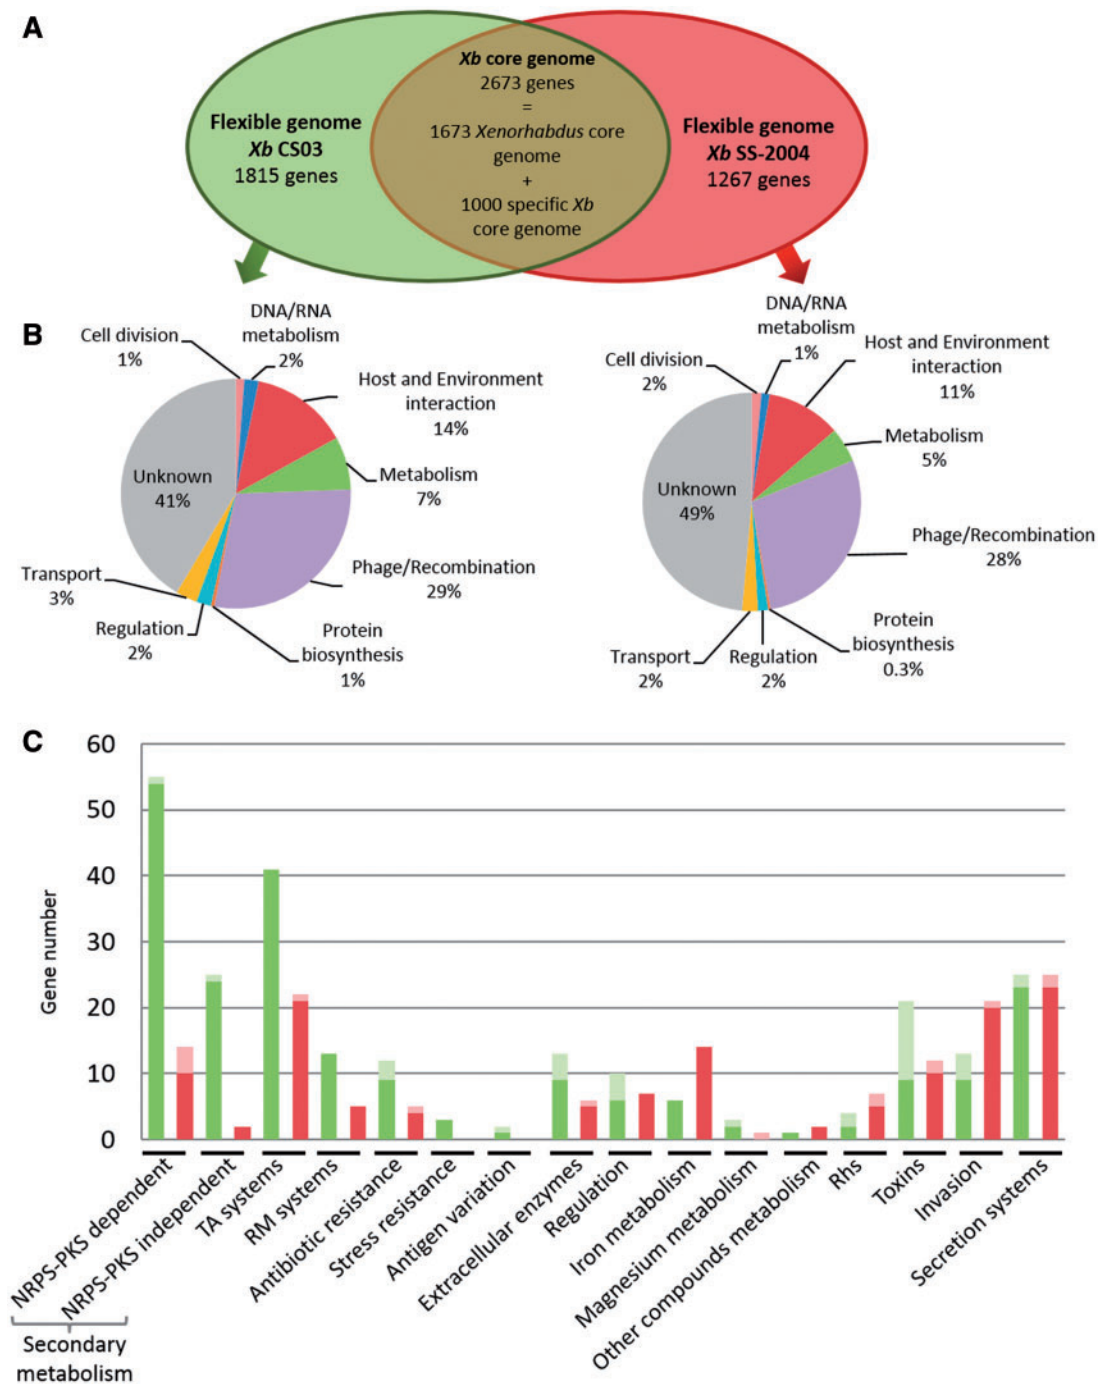 A
Flexible genome
Xb CS03
1815 genes
Xb core genome
2673 genes
=
1673 Xenorhabdus core
genome
+
1000 specific Xb
core genome
Flexible genome
Xb SS-2004
1267 genes
B
Cell division
1%
DNA/RNA
metabolism
2%
Host and Environment
interaction
14%
Metabolism
7%
Phage/Recombination
29%
Protein
biosynthesis
1%
Regulation
2%
Transport
3%
Unknown
41%
Cell division
2%
DNA/RNA
metabolism
1%
Host and Environment
interaction
11%
Metabolism
5%
Phage/Recombination
28%
Protein
biosynthesis
0.3%
Regulation
2%
Transport
2%
Unknown
49%
C
Gene number
60
50
40
30
20
10
0
NRPS-PKS dependent
NRPS-PKS independent
TA systems
RM systems
Antibiotic resistance
Stress resistance
Antigen variation
Extracellular enzymes
Regulation
Iron metabolism
Magnesium metabolism
Other compounds metabolism
Rhs
Toxins
Invasion
Secretion systems
Secondary
metabolism